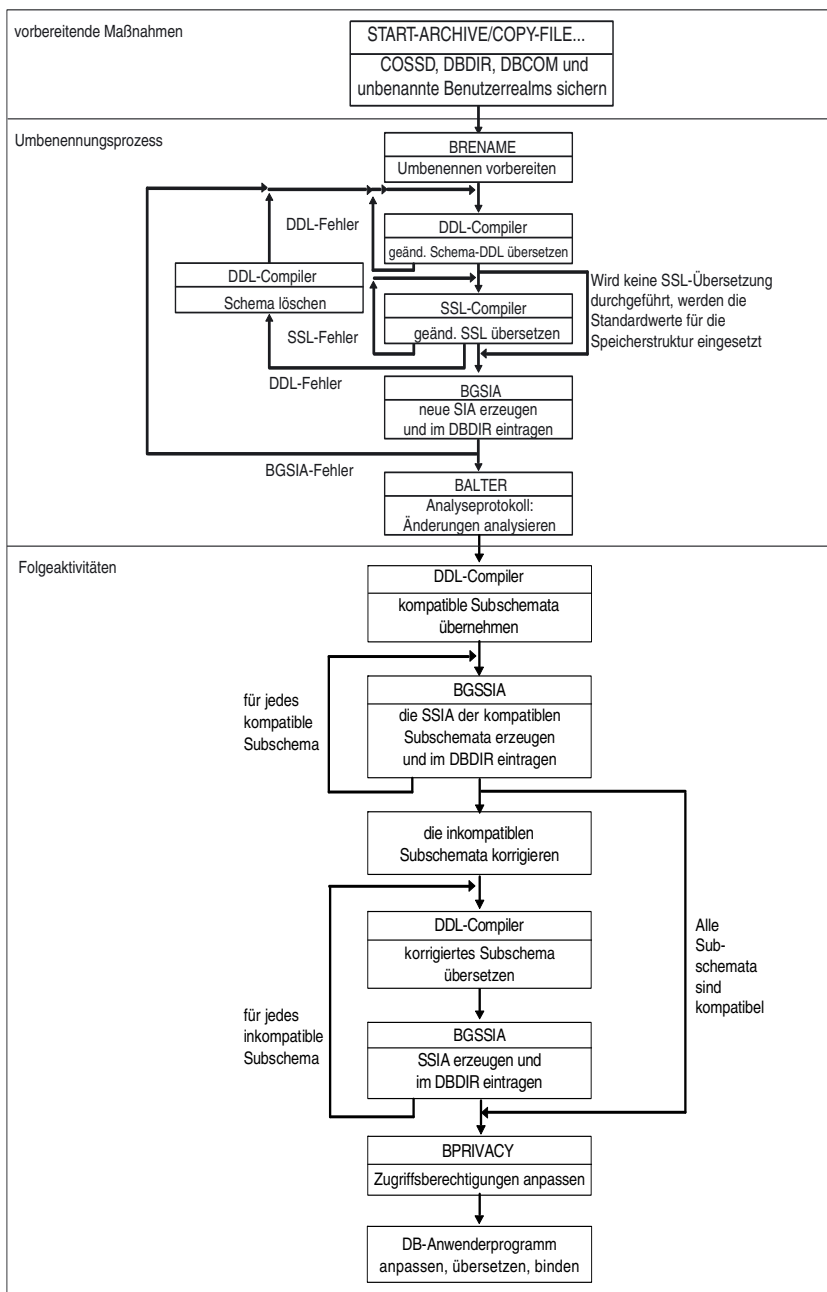 vorbereitende Maßnahmen
START-ARCHIVE/COPY-FILE...
COSSD, DBDIR, DBCOM und
unbenannte Benutzerrealms sichern
Umbenennungsprozess
BRENAME
Umbenennen vorbereiten
DDL-Fehler
DDL-Compiler
geänd. Schema-DDL übersetzen
DDL-Compiler
Schema löschen
Wird keine SSL-Übersetzung
durchgeführt, werden die
Standardwerte für die
Speicherstruktur eingesetzt
SSL-Compiler
geänd. SSL übersetzen
SSL-Fehler
DDL-Fehler
BGSIA
neue SIA erzeugen
und im DBDIR eintragen
BGSIA-Fehler
BALTER
Analyseprotokoll:
Änderungen analysieren
Folgeaktivitäten
DDL-Compiler
kompatible Subschemata
übernehmen
für jedes
kompatible
Subschema
BGSSIA
die SSIA der kompatiblen
Subschemata erzeugen
und im DBDIR eintragen
die inkompatiblen
Subschemata korrigieren
DDL-Compiler
korrigiertes Subschema
übersetzen
Alle
Sub-
schemata
sind
kompatibel
für jedes
inkompatible
Subschema
BGSSIA
SSIA erzeugen und
im DBDIR eintragen
BPRIVACY
Zugriffsberechtigungen anpassen
DB-Anwenderprogramm
anpassen, übersetzen, binden